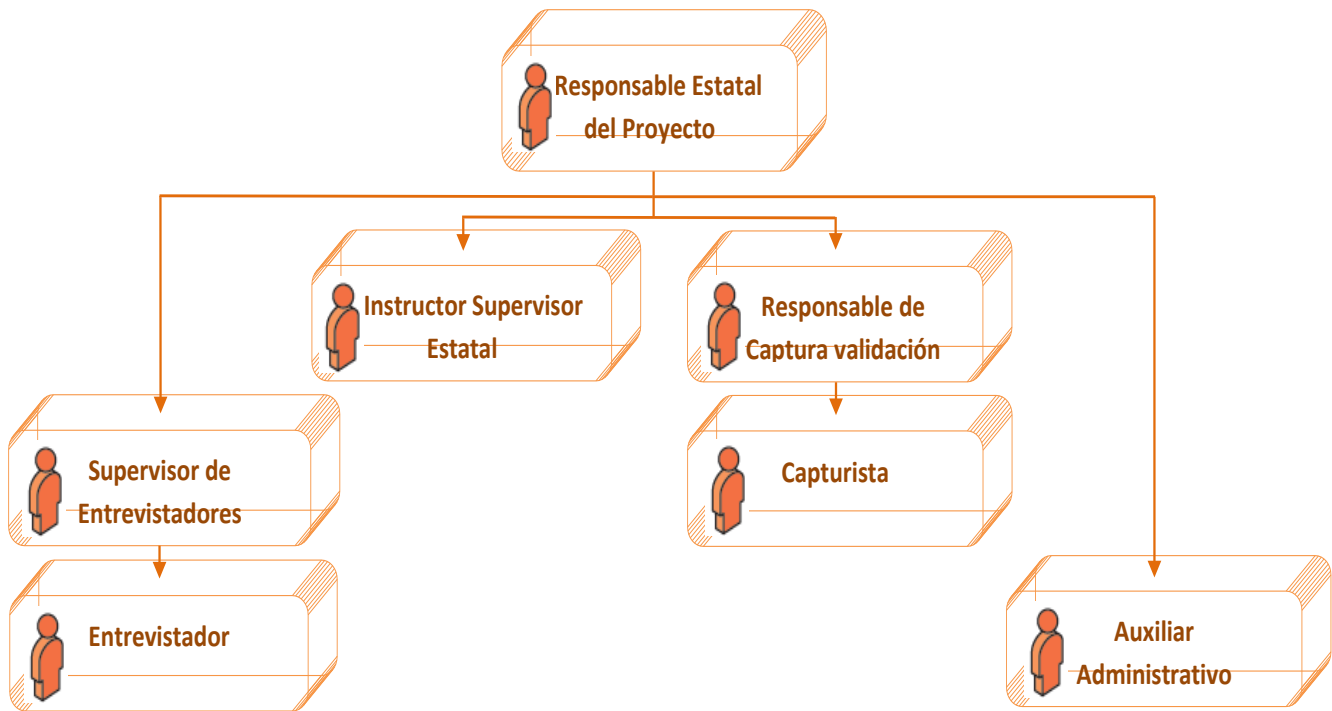 Responsable Estatal
del Proyecto
Instructor Supervisor
Estatal
Responsable de
Captura validación
Supervisor de
Entrevistadores
Capturista
Entrevistador
Auxiliar
Administrativo